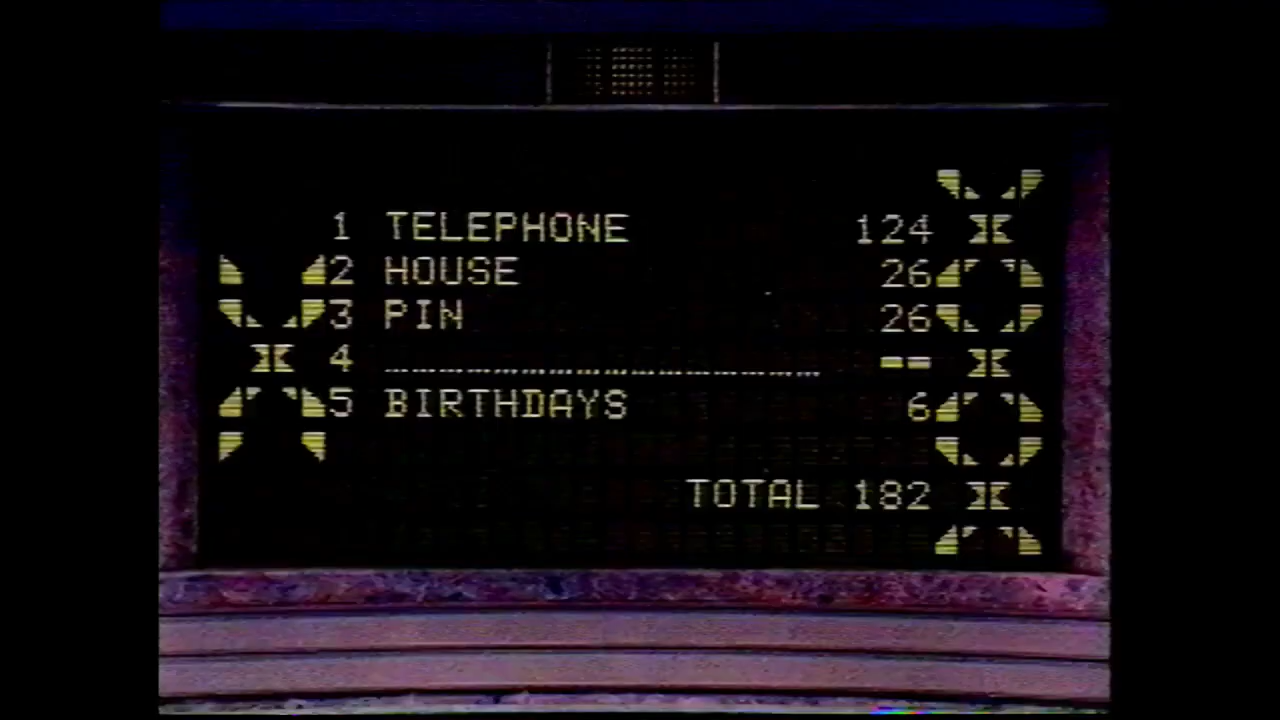 1 TELEPHONE 124
2 HOUSE 26
3 PIN 26
4 ........................ --
5 BIRTHDAYS 6
TOTAL 182